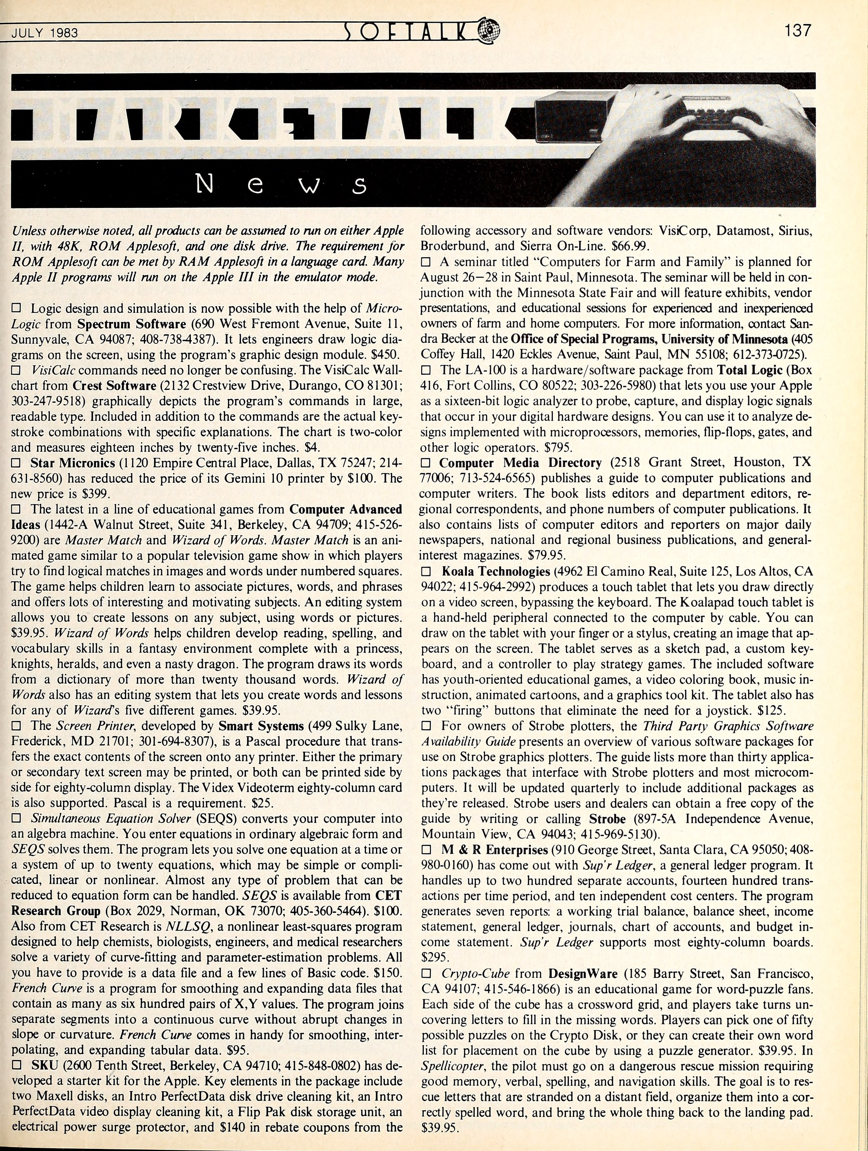 JULY 1983
SOFTALK
137
MARKETALK
News
Unless otherwise noted, all products can be assumed to run on either Apple
II, with 48K, ROM Applesoft, and one disk drive. The requirement for
ROM Applesoft can be met by RAM Applesoft in a language card. Many
Apple II programs will run on the Apple III in the emulator mode.
☐ Logic design and simulation is now possible with the help of Micro-
Logic from Spectrum Software (690 West Fremont Avenue, Suite 11,
Sunnyvale, CA 94087; 408-738-4387). It lets engineers draw logic dia-
grams on the screen, using the program's graphic design module. $450.
☐ VisiCalc commands need no longer be confusing. The VisiCalc Wall-
chart from Crest Software (2132 Crestview Drive, Durango, CO 81301;
303-247-9518) graphically depicts the program's commands in large,
readable type. Included in addition to the commands are the actual key-
stroke combinations with specific explanations. The chart is two-color
and measures eighteen inches by twenty-five inches. $4.
☐ Star Micronics (1120 Empire Central Place, Dallas, TX 75247; 214-
631-8560) has reduced the price of its Gemini 10 printer by $100. The
new price is $399.
☐ The latest in a line of educational games from Computer Advanced
Ideas (1442-A Walnut Street, Suite 341, Berkeley, CA 94709; 415-526-
9200) are Master Match and Wizard of Words. Master Match is an ani-
mated game similar to a popular television game show in which players
try to find logical matches in images and words under numbered squares.
The game helps children learn to associate pictures, words, and phrases
and offers lots of interesting and motivating subjects. An editing system
allows you to create lessons on any subject, using words or pictures.
$39.95. Wizard of Words helps children develop reading, spelling, and
vocabulary skills in a fantasy environment complete with a princess,
knights, heralds, and even a nasty dragon. The program draws its words
from a dictionary of more than twenty thousand words. Wizard of
Words also has an editing system that lets you create words and lessons
for any of Wizard's five different games. $39.95.
☐ The Screen Printer, developed by Smart Systems (499 Sulky Lane,
Frederick, MD 21701; 301-694-8307), is a Pascal procedure that trans-
fers the exact contents of the screen onto any printer. Either the primary
or secondary text screen may be printed, or both can be printed side by
side for eighty-column display. The Videx Videoterm eighty-column card
is also supported. Pascal is a requirement. $25.
☐ Simultaneous Equation Solver (SEQS) converts your computer into
an algebra machine. You enter equations in ordinary algebraic form and
SEQS solves them. The program lets you solve one equation at a time or
a system of up to twenty equations, which may be simple or compli-
cated, linear or nonlinear. Almost any type of problem that can be
reduced to equation form can be handled. SEQS is available from CET
Research Group (Box 2029, Norman, OK 73070; 405-360-5464). $100.
Also from CET Research is NLLSQ, a nonlinear least-squares program
designed to help chemists, biologists, engineers, and medical researchers
solve a variety of curve-fitting and parameter-estimation problems. All
you have to provide is a data file and a few lines of Basic code. $150.
French Curve is a program for smoothing and expanding data files that
contain as many as six hundred pairs of X,Y values. The program joins
separate segments into a continuous curve without abrupt changes in
slope or curvature. French Curve comes in handy for smoothing, inter-
polating, and expanding tabular data. $95.
☐ SKU (2600 Tenth Street, Berkeley, CA 94710; 415-848-0802) has de-
veloped a starter kit for the Apple. Key elements in the package include
two Maxell disks, an Intro PerfectData disk drive cleaning kit, an Intro
PerfectData video display cleaning kit, a Flip Pak disk storage unit, an
electrical power surge protector, and $140 in rebate coupons from the
following accessory and software vendors: VisiCorp, Datamost, Sirius,
Broderbund, and Sierra On-Line. $66.99.
☐ A seminar titled "Computers for Farm and Family" is planned for
August 26–28 in Saint Paul, Minnesota. The seminar will be held in con-
junction with the Minnesota State Fair and will feature exhibits, vendor
presentations, and educational sessions for experienced and inexperienced
owners of farm and home computers. For more information, contact San-
dra Becker at the Office of Special Programs, University of Minnesota (405
Coffey Hall, 1420 Eckles Avenue, Saint Paul, MN 55108; 612-373-0725).
☐ The LA-100 is a hardware/software package from Total Logic (Box
416, Fort Collins, CO 80522; 303-226-5980) that lets you use your Apple
as a sixteen-bit logic analyzer to probe, capture, and display logic signals
that occur in your digital hardware designs. You can use it to analyze de-
signs implemented with microprocessors, memories, flip-flops, gates, and
other logic operators. $795.
☐ Computer Media Directory (2518 Grant Street, Houston, TX
77006; 713-524-6565) publishes a guide to computer publications and
computer writers. The book lists editors and department editors, re-
gional correspondents, and phone numbers of computer publications. It
also contains lists of computer editors and reporters on major daily
newspapers, national and regional business publications, and general-
interest magazines. $79.95.
☐ Koala Technologies (4962 El Camino Real, Suite 125, Los Altos, CA
94022; 415-964-2992) produces a touch tablet that lets you draw directly
on a video screen, bypassing the keyboard. The Koalapad touch tablet is
a hand-held peripheral connected to the computer by cable. You can
draw on the tablet with your finger or a stylus, creating an image that ap-
pears on the screen. The tablet serves as a sketch pad, a custom key-
board, and a controller to play strategy games. The included software
has youth-oriented educational games, a video coloring book, music in-
struction, animated cartoons, and a graphics tool kit. The tablet also has
two "firing" buttons that eliminate the need for a joystick. $125.
☐ For owners of Strobe plotters, the Third Party Graphics Software
Availability Guide presents an overview of various software packages for
use on Strobe graphics plotters. The guide lists more than thirty applica-
tions packages that interface with Strobe plotters and most microcom-
puters. It will be updated quarterly to include additional packages as
they're released. Strobe users and dealers can obtain a free copy of the
guide by writing or calling Strobe (897-5A Independence Avenue,
Mountain View, CA 94043; 415-969-5130).
☐ M & R Enterprises (910 George Street, Santa Clara, CA 95050; 408-
980-0160) has come out with Sup'r Ledger, a general ledger program. It
handles up to two hundred separate accounts, fourteen hundred trans-
actions per time period, and ten independent cost centers. The program
generates seven reports: a working trial balance, balance sheet, income
statement, general ledger, journals, chart of accounts, and budget in-
come statement. Sup'r Ledger supports most eighty-column boards.
$295.
☐ Crypto-Cube from DesignWare (185 Barry Street, San Francisco,
CA 94107; 415-546-1866) is an educational game for word-puzzle fans.
Each side of the cube has a crossword grid, and players take turns un-
covering letters to fill in the missing words. Players can pick one of fifty
possible puzzles on the Crypto Disk, or they can create their own word
list for placement on the cube by using a puzzle generator. $39.95. In
Spellicopter, the pilot must go on a dangerous rescue mission requiring
good memory, verbal, spelling, and navigation skills. The goal is to res-
cue letters that are stranded on a distant field, organize them into a cor-
rectly spelled word, and bring the whole thing back to the landing pad.
$39.95.